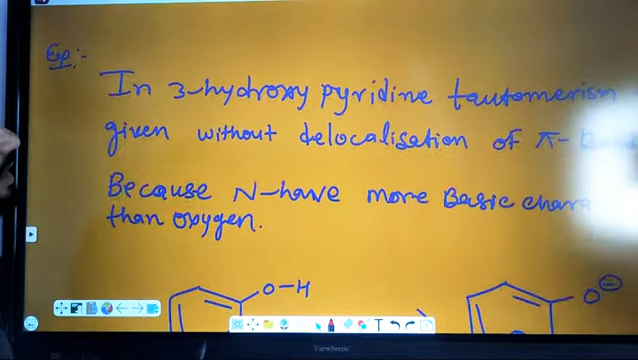 Exp:-
In 3-hydroxy pyridine tautomerism
given without delocalisation of π-B
Because N-have more Basic chara
than oxygen.
O-H
O⊖
T
ViewSonic